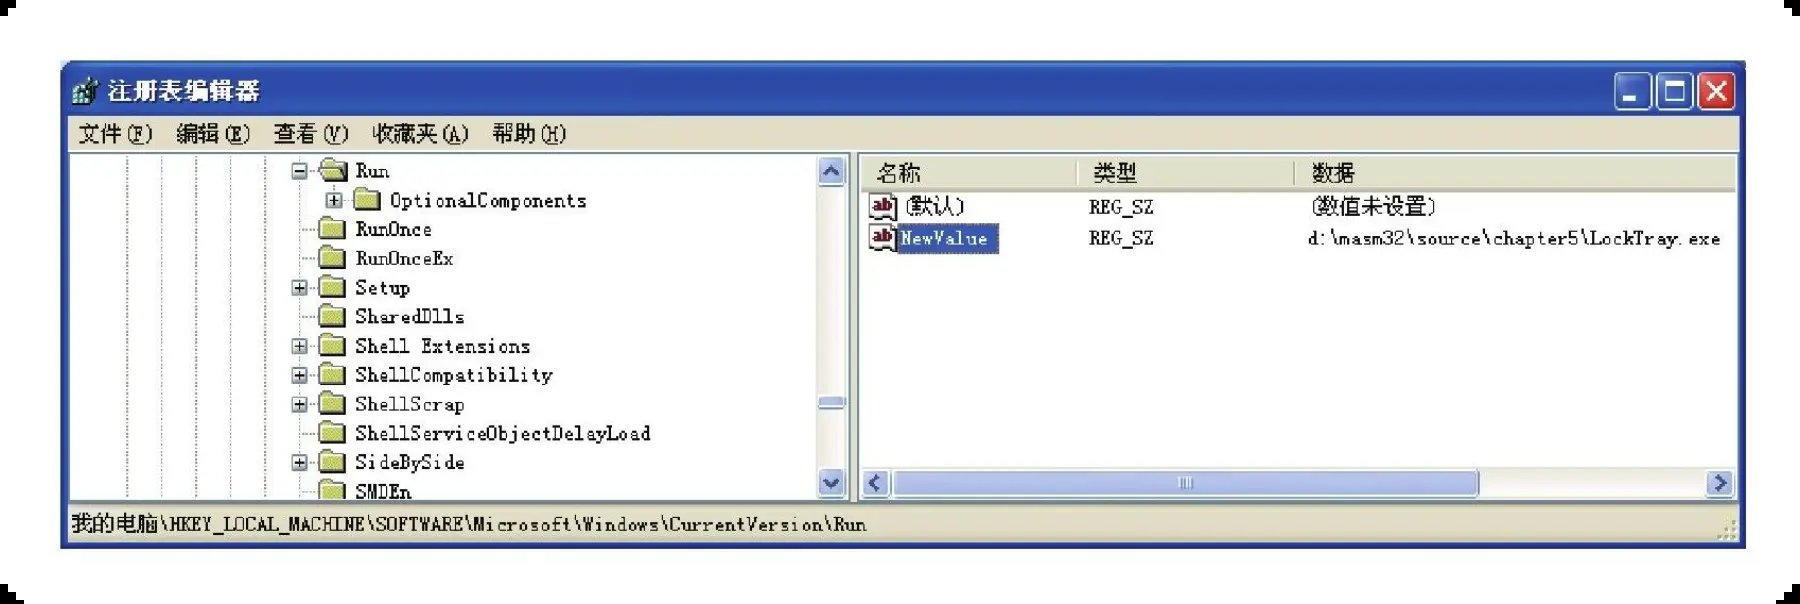 注册表编辑器
文件(F) 编辑(E) 查看(V) 收藏夹(A) 帮助(H)
Run
OptionalComponents
RunOnce
RunOnceEx
Setup
SharedDlls
Shell Extensions
ShellCompatibility
ShellScrap
ShellServiceObjectDelayLoad
SideBySide
SMDEn
名称 类型 数据
(默认) REG_SZ (数值未设置)
NewValue REG_SZ d:\masm32\source\chapter5\LockTray.exe
我的电脑\HKEY_LOCAL_MACHINE\SOFTWARE\Microsoft\Windows\CurrentVersion\Run